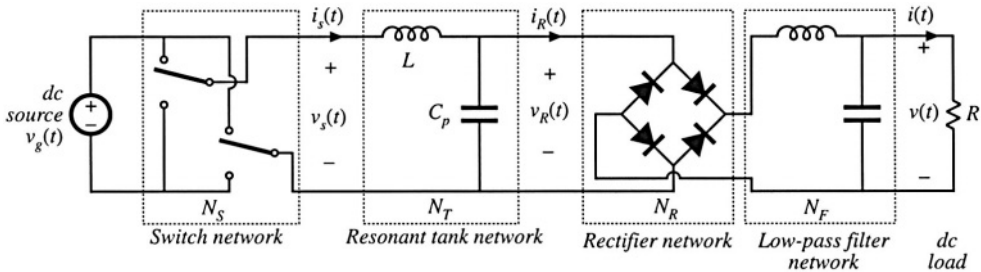 i_s(t)
i_R(t)
i(t)
L
+
+
+
dc
source
v_g(t)
+
−
v_s(t)
C_p
v_R(t)
v(t)
R
−
−
−
N_S
N_T
N_R
N_F
Switch network
Resonant tank network
Rectifier network
Low-pass filter
network
dc
load